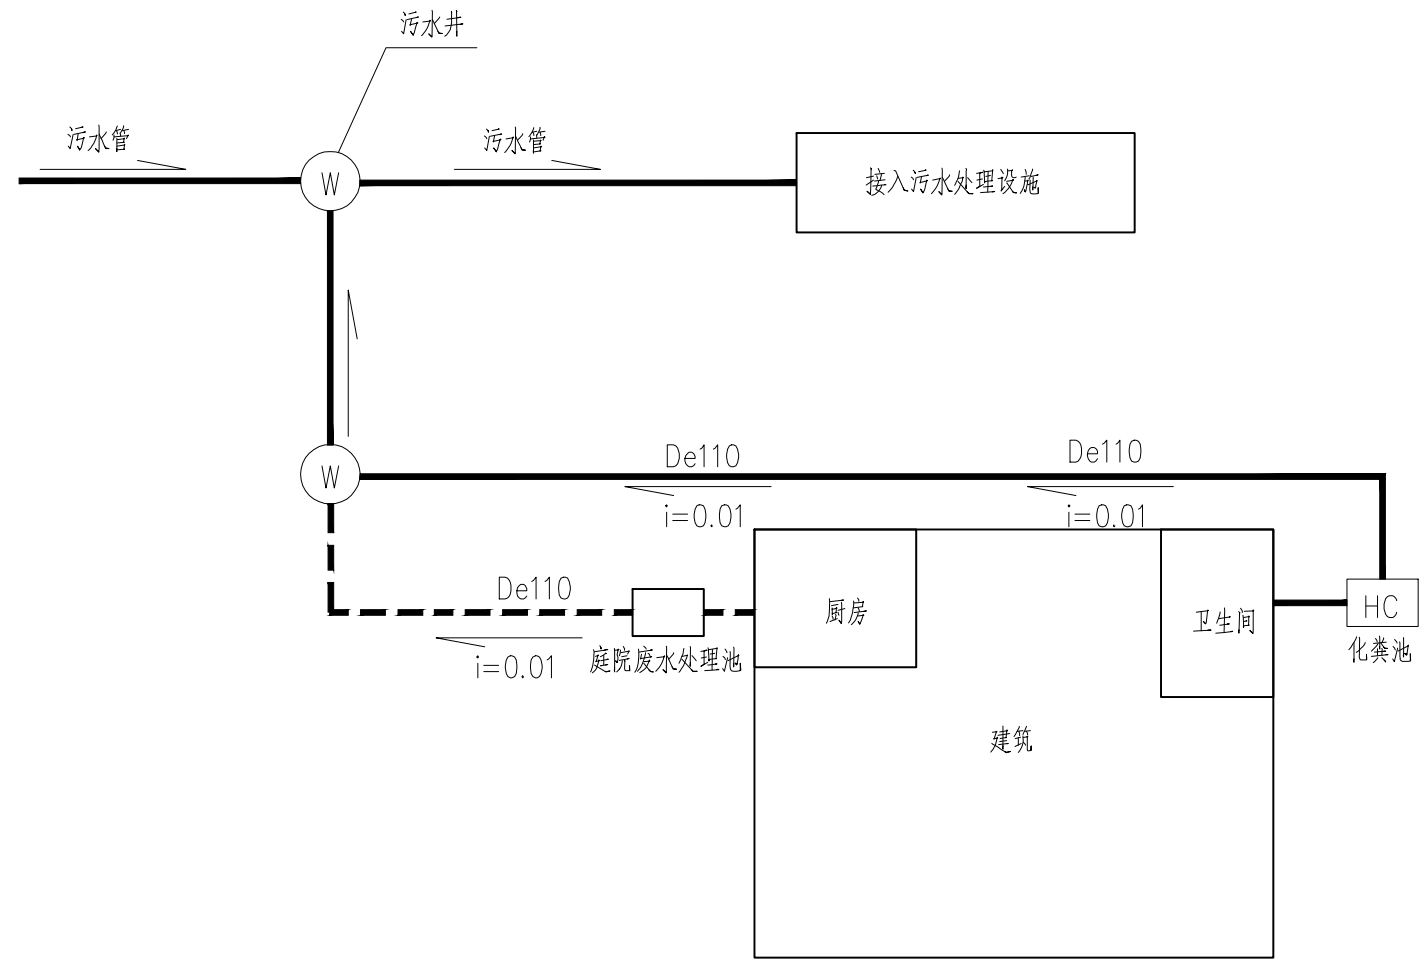 污水井
污水管
污水管
W
接入污水处理设施
De110
De110
W
i=0.01
i=0.01
De110
厨房
卫生间
HC
i=0.01
庭院废水处理池
化粪池
建筑